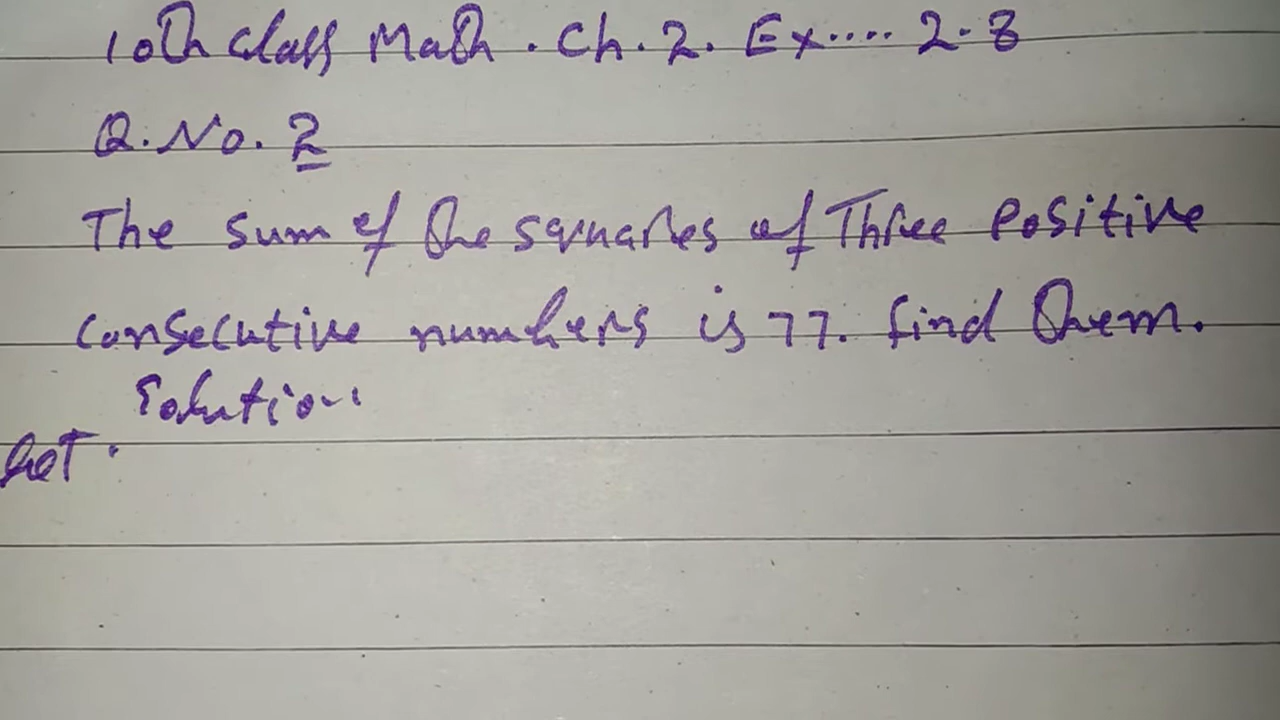 10th class Math . Ch. 2. Ex.... 2.8
Q. No. 2
The sum of the squares of Three Positive
consecutive numbers is 77. find them.
Solution:
Let.